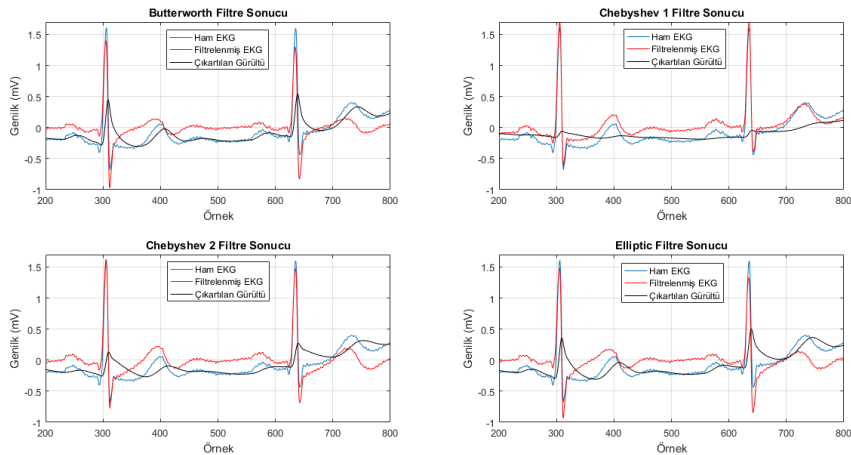 Butterworth Filtre Sonucu
Genlik (mV)
1.5
1
0.5
0
-0.5
-1
Ham EKG
Filtrelenmiş EKG
Çıkartılan Gürültü
200 300 400 500 600 700 800
Örnek
Chebyshev 1 Filtre Sonucu
Genlik (mV)
1.5
1
0.5
0
-0.5
-1
Ham EKG
Filtrelenmiş EKG
Çıkartılan Gürültü
200 300 400 500 600 700 800
Örnek
Chebyshev 2 Filtre Sonucu
Genlik (mV)
1.5
1
0.5
0
-0.5
-1
Ham EKG
Filtrelenmiş EKG
Çıkartılan Gürültü
200 300 400 500 600 700 800
Örnek
Elliptic Filtre Sonucu
Genlik (mV)
1.5
1
0.5
0
-0.5
-1
Ham EKG
Filtrelenmiş EKG
Çıkartılan Gürültü
200 300 400 500 600 700 800
Örnek